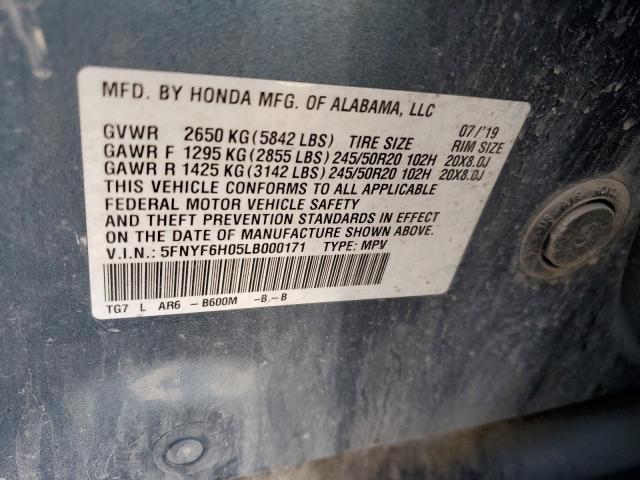 MFD. BY HONDA MFG. OF ALABAMA, LLC
07/'19
GVWR 2650 KG (5842 LBS) TIRE SIZE RIM SIZE
GAWR F 1295 KG (2855 LBS) 245/50R20 102H 20X8.0J
GAWR R 1425 KG (3142 LBS) 245/50R20 102H 20X8.0J
THIS VEHICLE CONFORMS TO ALL APPLICABLE
FEDERAL MOTOR VEHICLE SAFETY
AND THEFT PREVENTION STANDARDS IN EFFECT
ON THE DATE OF MANUFACTURE SHOWN ABOVE.
V.I.N.: 5FNYF6H05LB000171 TYPE: MPV
TG7 L AR6 -B600M -B-B